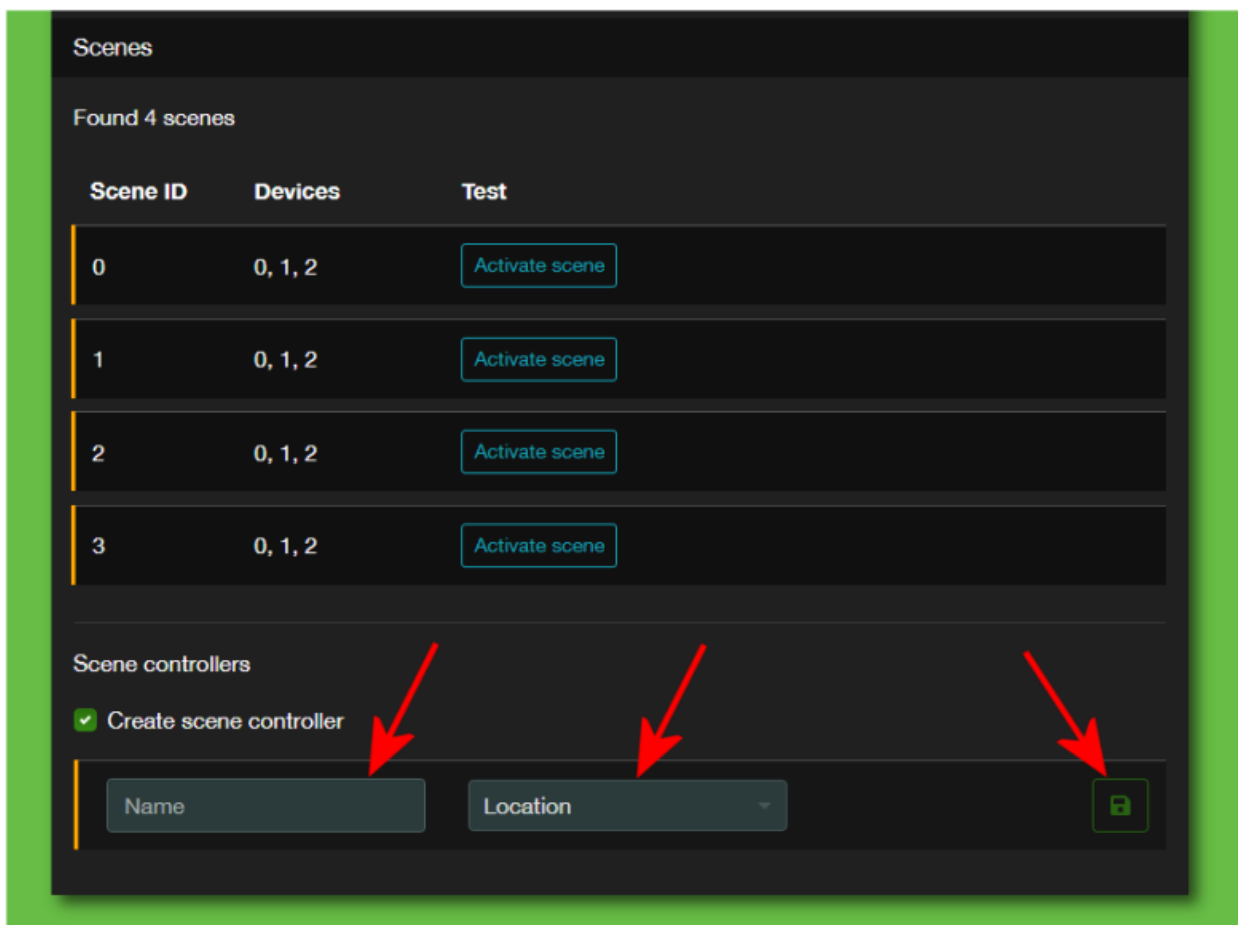 Scenes
Found 4 scenes
Scene ID Devices Test
0 0, 1, 2 Activate scene
1 0, 1, 2 Activate scene
2 0, 1, 2 Activate scene
3 0, 1, 2 Activate scene
Scene controllers
Create scene controller
Name Location